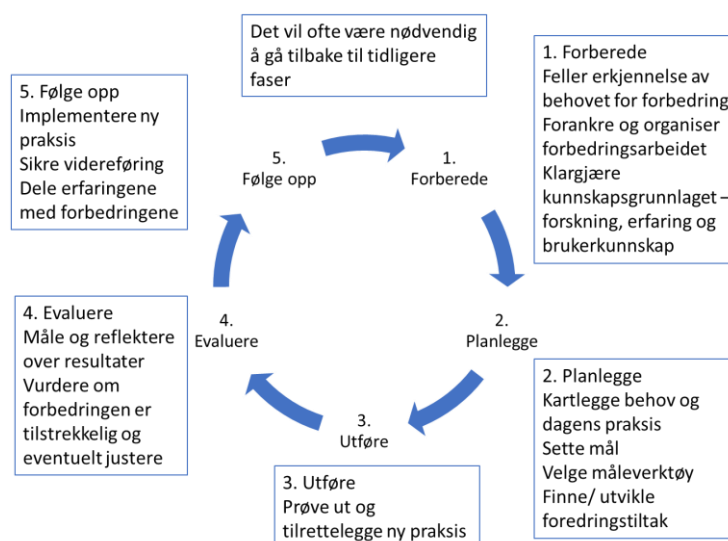 Det vil ofte være nødvendig
å gå tilbake til tidligere
faser
1. Forberede
Feller erkjennelse av
behovet for forbedring
Forankre og organiser
forbedringsarbeidet
Klargjære
kunnskapsgrunnlaget –
forskning, erfaring og
brukerkunnskap
5. Følge opp
Implementere ny
praksis
Sikre videreføring
Dele erfaringene
med forbedringene
5.
Følge opp
1.
Forberede
4.
Evaluere
2.
Planlegge
3.
Utføre
4. Evaluere
Måle og reflektere
over resultater
Vurdere om
forbedringen er
tilstrekkelig og
eventuelt justere
2. Planlegge
Kartlegge behov og
dagens praksis
Sette mål
Velge måleverktøy
Finne/ utvikle
foredringstiltak
3. Utføre
Prøve ut og
tilrettelegge ny praksis